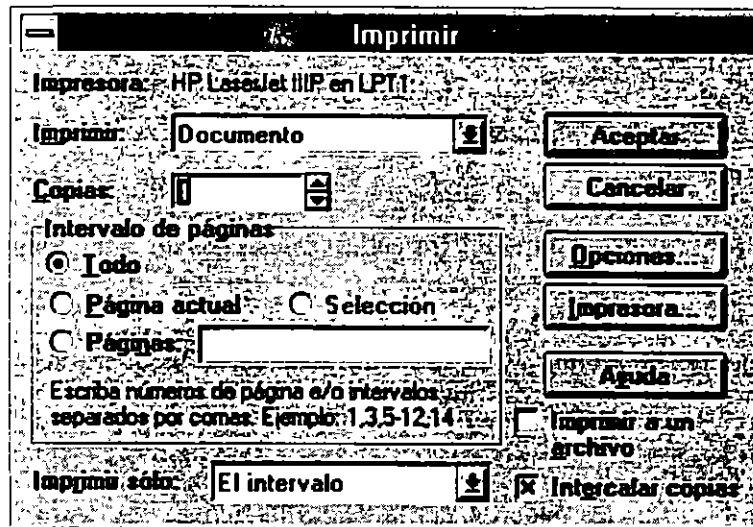 Imprimir
Impresora: HP LaserJet IIIP en LPT1:
Imprimir: Documento
Aceptar
Copias: 1
Cancelar
Intervalo de páginas
Todo
Opciones...
Página actual
Selección
Impresora...
Páginas:
Escriba números de página e/o intervalos
separados por comas. Ejemplo: 1,3,5-12,14
Ayuda
Imprimir a un
archivo
Imprimir sólo: El intervalo
Intercalar copias